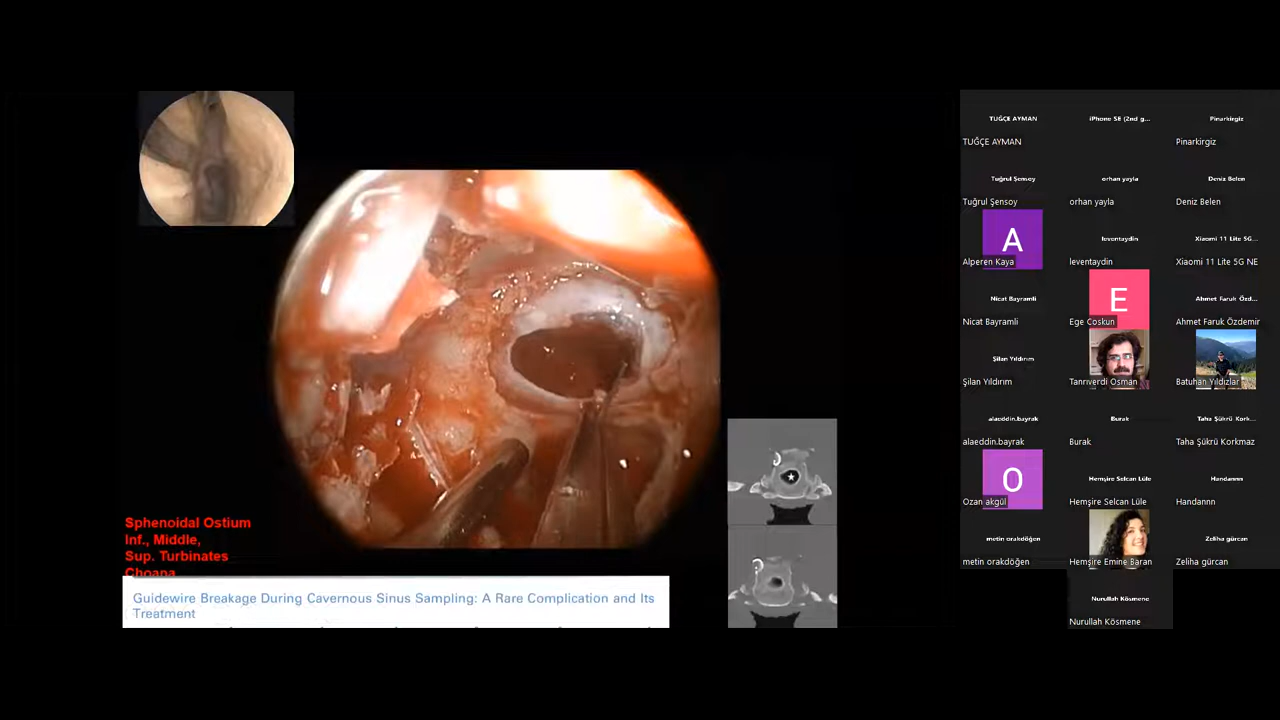 Sphenoidal Ostium
Inf., Middle,
Sup. Turbinates
Choana
Guidewire Breakage During Cavernous Sinus Sampling: A Rare Complication and Its
Treatment
TUĞÇE AYMAN
iPhone SE (2nd g...
Pinarkirgiz
TUĞÇE AYMAN
Pinarkirgiz
Tuğrul Şensoy
orhan yayla
Deniz Belen
Tuğrul Şensoy
orhan yayla
Deniz Belen
A
leventaydin
Xiaomi 11 Lite 5G...
Alperen Kaya
leventaydin
Xiaomi 11 Lite 5G NE
Nicat Bayramli
E
Ahmet Faruk Özd...
Nicat Bayramli
Ege Coskun
Ahmet Faruk Özdemir
Şilan Yıldırım
Şilan Yıldırım
Tanrıverdi Osman
Batuhan Yıldızlar
alaeddin.bayrak
Burak
Taha Şükrü Kork...
alaeddin.bayrak
Burak
Taha Şükrü Korkmaz
O
Hemşire Selcan Lüle
Handannn
Ozan akgül
Hemşire Selcan Lüle
Handannn
metin orakdöğen
Zeliha gürcan
metin orakdöğen
Hemşire Emine Baran
Zeliha gürcan
Nurullah Kösmene
Nurullah Kösmene